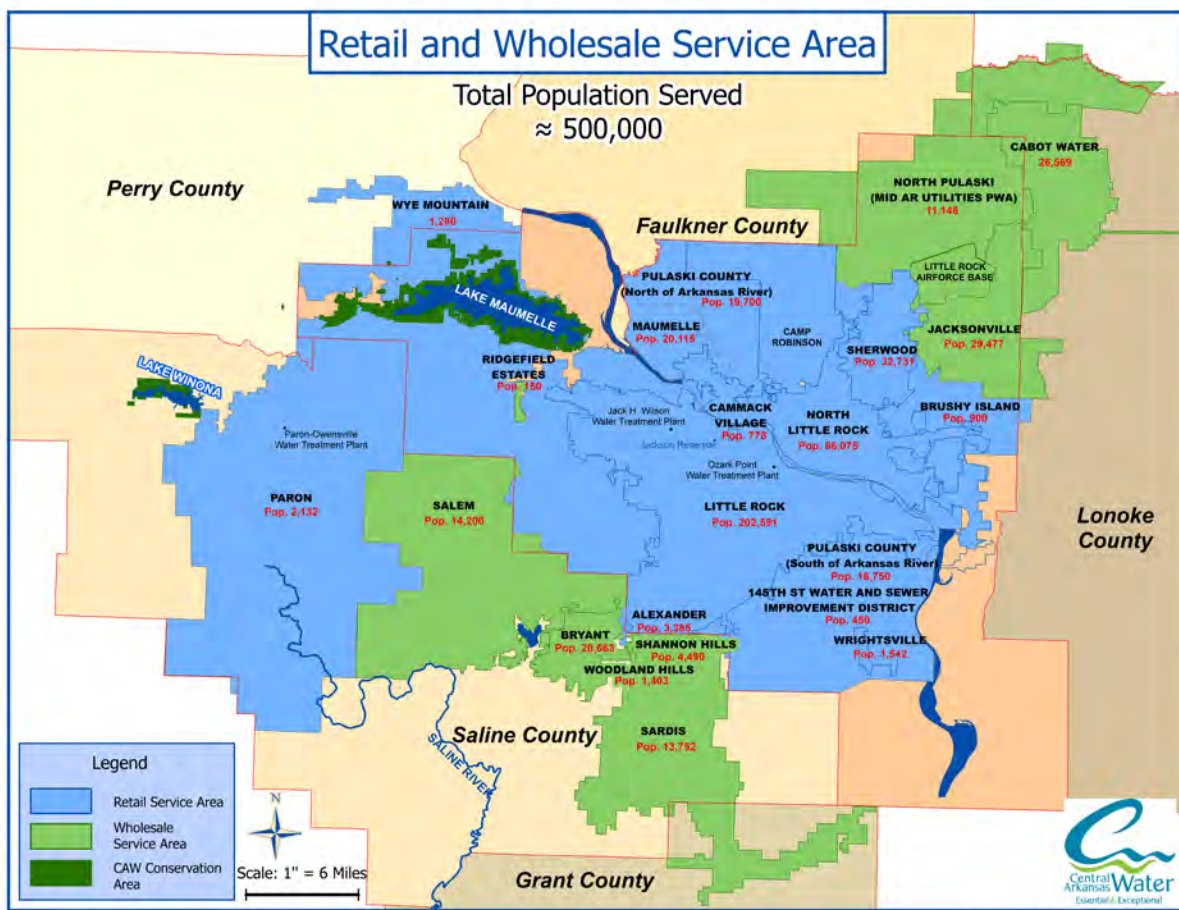 Retail and Wholesale Service Area
Total Population Served
≈ 500,000
Perry County
WYE MOUNTAIN
1,280
Faulkner County
CABOT WATER
26,569
NORTH PULASKI
(MID AR UTILITIES PWA)
11,148
LITTLE ROCK
AIRFORCE BASE
LAKE MAUMELLE
PULASKI COUNTY
(North of Arkansas River)
Pop. 19,700
MAUMELLE
Pop. 20,115
CAMP
ROBINSON
SHERWOOD
Pop. 32,731
JACKSONVILLE
Pop. 29,477
LAKE WINONA
RIDGEFIELD
ESTATES
Pop. 150
BRUSHY ISLAND
Pop. 900
Jack H. Wilson
Water Treatment Plant
Jackson Reservoir
CAMMACK
VILLAGE
Pop. 778
NORTH
LITTLE ROCK
Pop. 66,075
Paron-Owensville
Water Treatment Plant
Ozark Point
Water Treatment Plant
PARON
Pop. 2,132
SALEM
Pop. 14,200
LITTLE ROCK
Pop. 202,591
Lonoke
County
PULASKI COUNTY
(South of Arkansas River)
Pop. 16,750
145TH ST WATER AND SEWER
IMPROVEMENT DISTRICT
Pop. 450
WRIGHTSVILLE
Pop. 1,542
ALEXANDER
Pop. 3,385
BRYANT
Pop. 20,663
SHANNON HILLS
Pop. 4,490
WOODLAND HILLS
Pop. 1,403
Saline County
SARDIS
Pop. 13,752
SALINE RIVER
Grant County
Legend
Retail Service Area
Wholesale
Service Area
CAW Conservation
Area
N
Scale: 1" = 6 Miles
Central
Arkansas Water
Essential & Exceptional